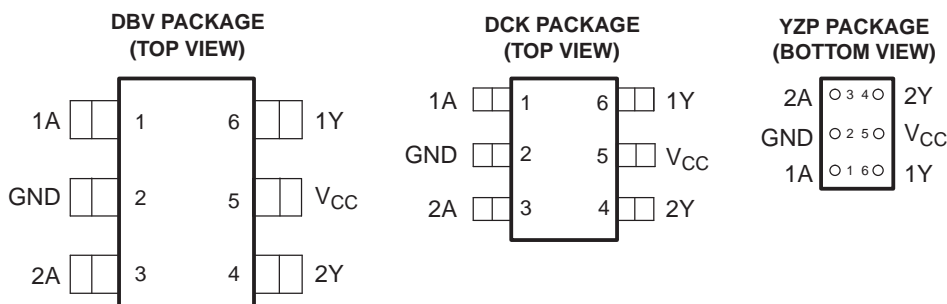 DBV PACKAGE
(TOP VIEW)
1A 1 6 1Y
GND 2 5 VCC
2A 3 4 2Y
DCK PACKAGE
(TOP VIEW)
1A 1 6 1Y
GND 2 5 VCC
2A 3 4 2Y
YZP PACKAGE
(BOTTOM VIEW)
2A 3 4 2Y
GND 2 5 VCC
1A 1 6 1Y